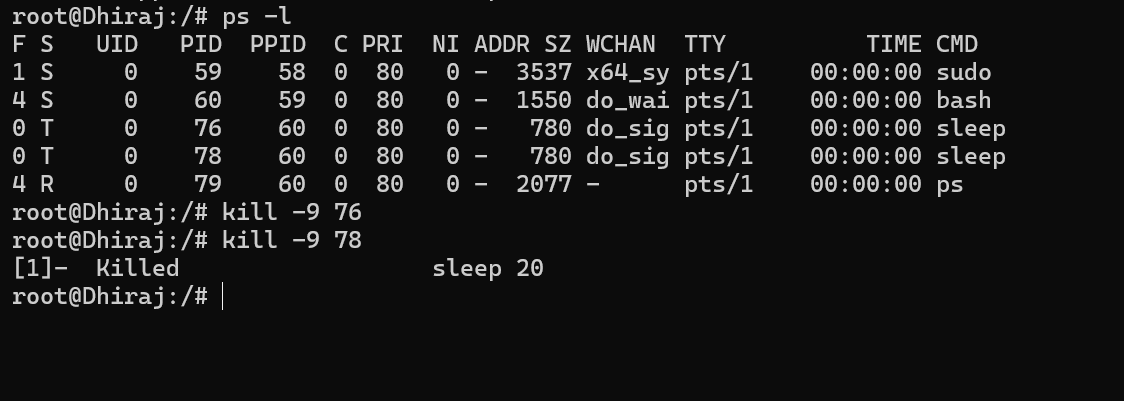 root@Dhiraj:/# ps -l
F S   UID   PID  PPID  C PRI  NI ADDR SZ WCHAN  TTY          TIME CMD
1 S     0    59    58  0  80   0 -  3537 x64_sy pts/1    00:00:00 sudo
4 S     0    60    59  0  80   0 -  1550 do_wai pts/1    00:00:00 bash
0 T     0    76    60  0  80   0 -   780 do_sig pts/1    00:00:00 sleep
0 T     0    78    60  0  80   0 -   780 do_sig pts/1    00:00:00 sleep
4 R     0    79    60  0  80   0 -  2077 -      pts/1    00:00:00 ps
root@Dhiraj:/# kill -9 76
root@Dhiraj:/# kill -9 78
[1]-  Killed                  sleep 20
root@Dhiraj:/#